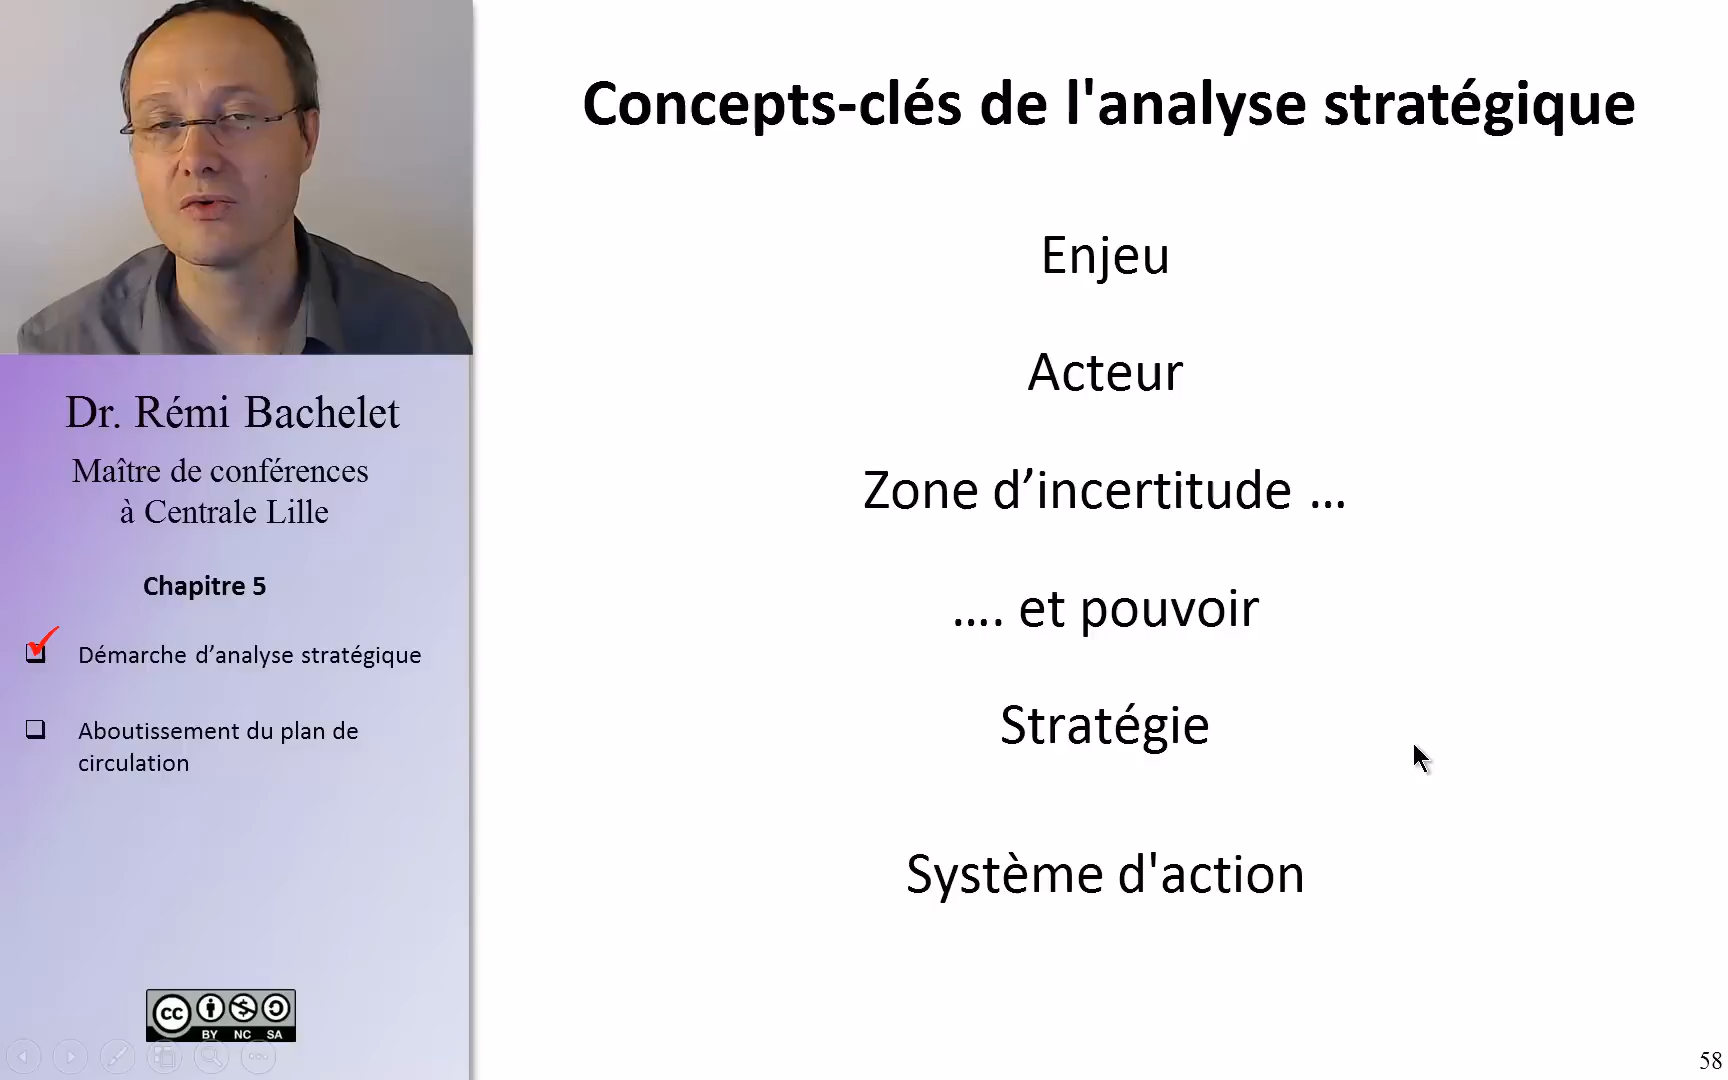 Concepts-clés de l'analyse stratégique
Enjeu
Acteur
Zone d’incertitude ...
.... et pouvoir
Stratégie
Système d'action
Dr. Rémi Bachelet
Maître de conférences
à Centrale Lille
Chapitre 5
Démarche d’analyse stratégique
Aboutissement du plan de
circulation
cc
BY NC SA
58